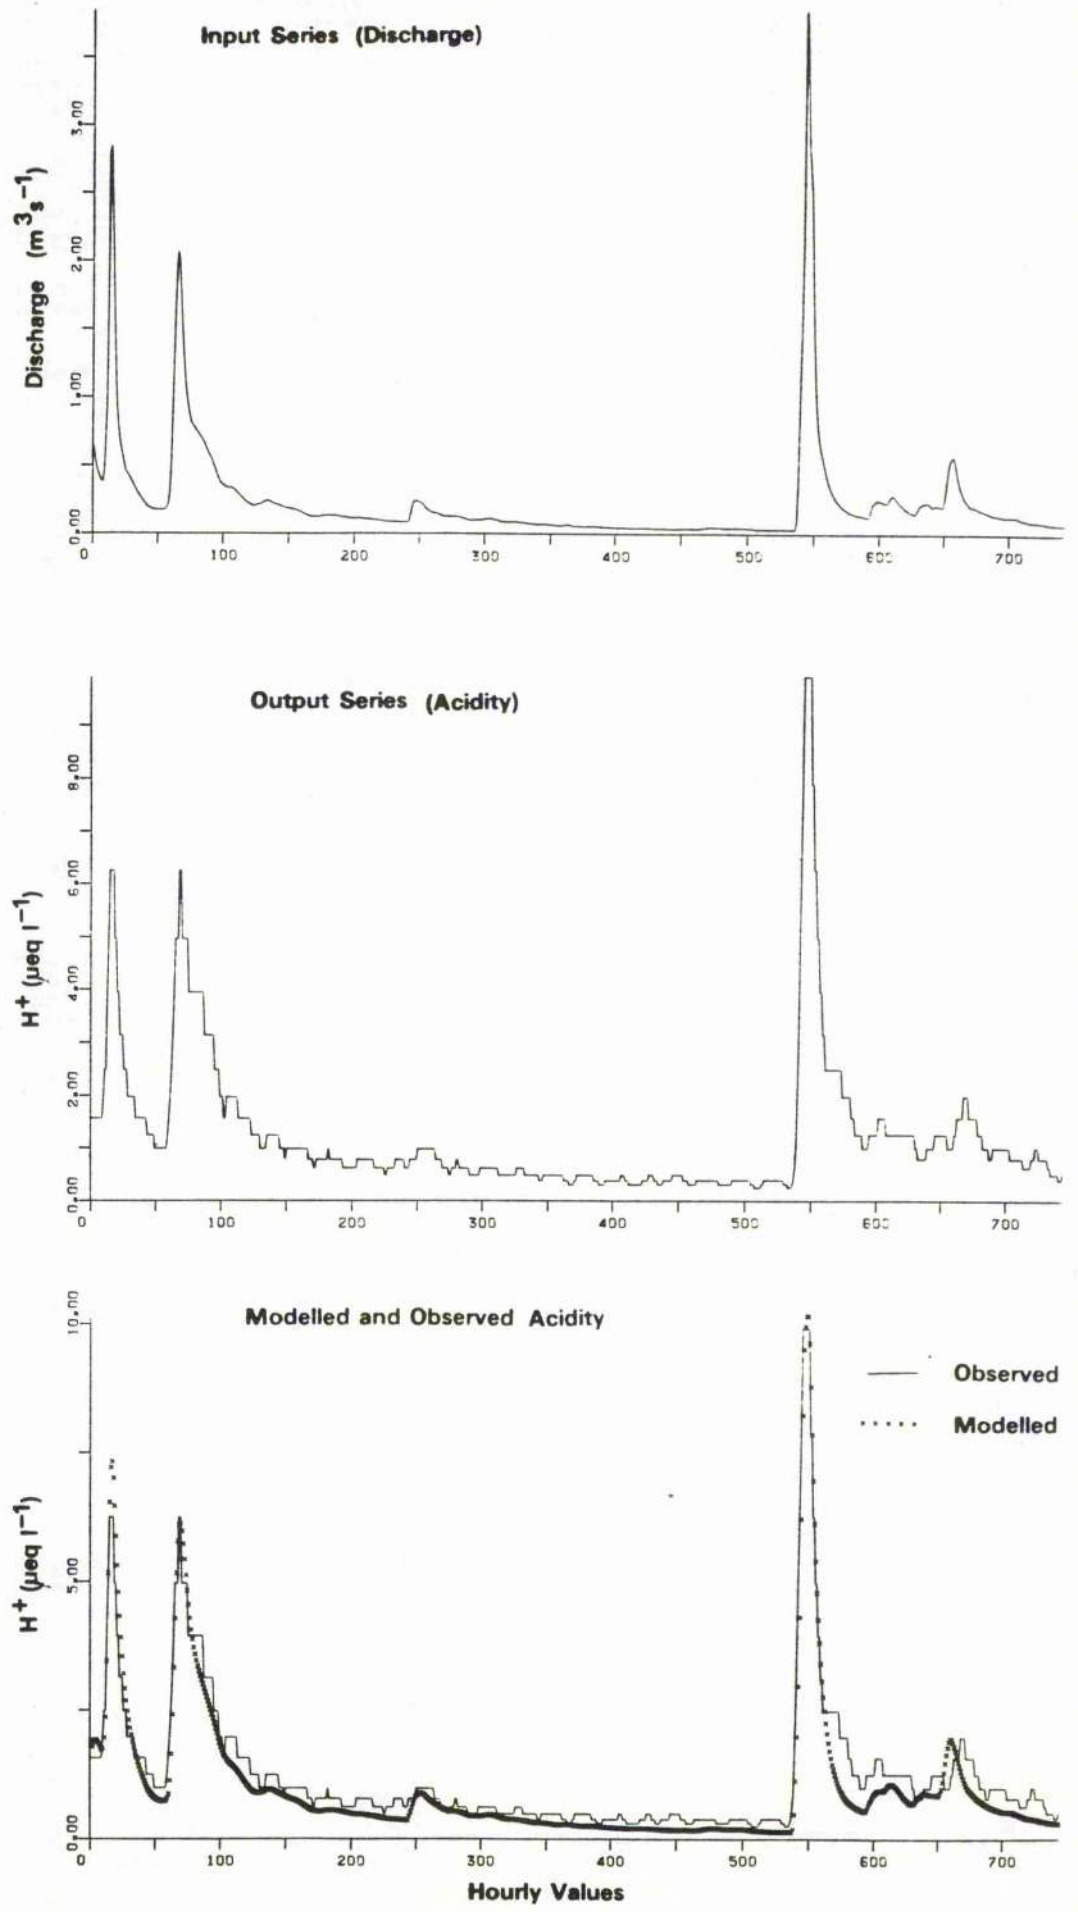 Input Series (Discharge)
Discharge (m³s⁻¹)
3.00
2.00
1.00
0.00
0 100 200 300 400 500 600 700
Output Series (Acidity)
H⁺ (μeq l⁻¹)
8.00
6.00
4.00
2.00
0.00
0 100 200 300 400 500 600 700
Modelled and Observed Acidity
Observed
Modelled
H⁺ (μeq l⁻¹)
10.00
5.00
0.00
0 100 200 300 400 500 600 700
Hourly Values